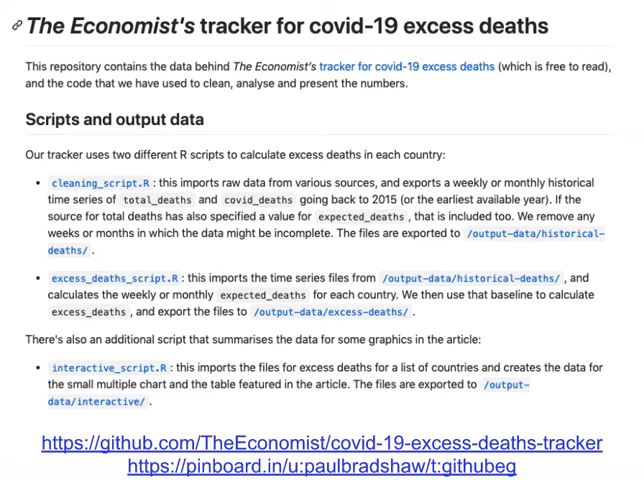 The Economist's tracker for covid-19 excess deaths
This repository contains the data behind The Economist's tracker for covid-19 excess deaths (which is free to read),
and the code that we have used to clean, analyse and present the numbers.
Scripts and output data
Our tracker uses two different R scripts to calculate excess deaths in each country:
• cleaning_script.R : this imports raw data from various sources, and exports a weekly or monthly historical
time series of total_deaths and covid_deaths going back to 2015 (or the earliest available year). If the
source for total deaths has also specified a value for expected_deaths , that is included too. We remove any
weeks or months in which the data might be incomplete. The files are exported to /output-data/historical-
deaths/ .
• excess_deaths_script.R : this imports the time series files from /output-data/historical-deaths/ , and
calculates the weekly or monthly expected_deaths for each country. We then use that baseline to calculate
excess_deaths , and export the files to /output-data/excess-deaths/ .
There's also an additional script that summarises the data for some graphics in the article:
• interactive_script.R : this imports the files for excess deaths for a list of countries and creates the data for
the small multiple chart and the table featured in the article. The files are exported to /output-
data/interactive/ .
https://github.com/TheEconomist/covid-19-excess-deaths-tracker
https://pinboard.in/u:paulbradshaw/t:githubeg